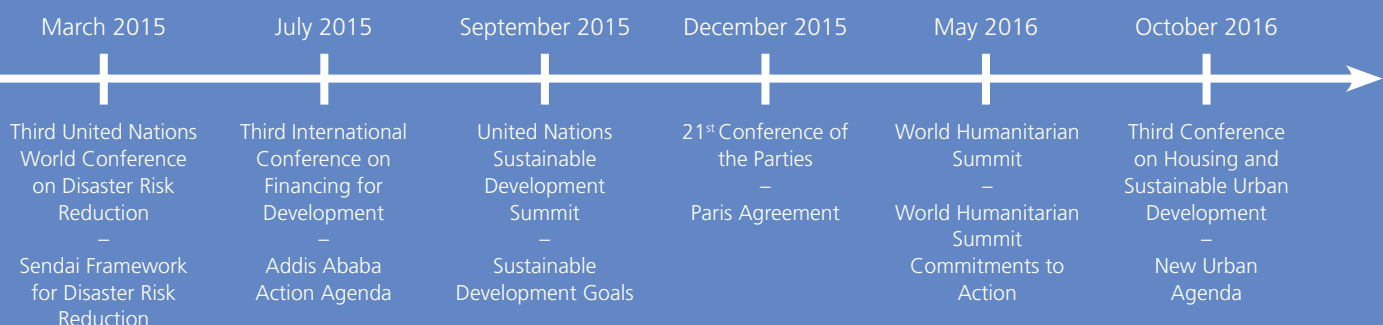 March 2015
July 2015
September 2015
December 2015
May 2016
October 2016
Third United Nations
World Conference
on Disaster Risk
Reduction
–
Sendai Framework
for Disaster Risk
Reduction
Third International
Conference on
Financing for
Development
–
Addis Ababa
Action Agenda
United Nations
Sustainable
Development
Summit
–
Sustainable
Development Goals
21st Conference of
the Parties
–
Paris Agreement
World Humanitarian
Summit
–
World Humanitarian
Summit
Commitments to
Action
Third Conference
on Housing and
Sustainable Urban
Development
–
New Urban
Agenda